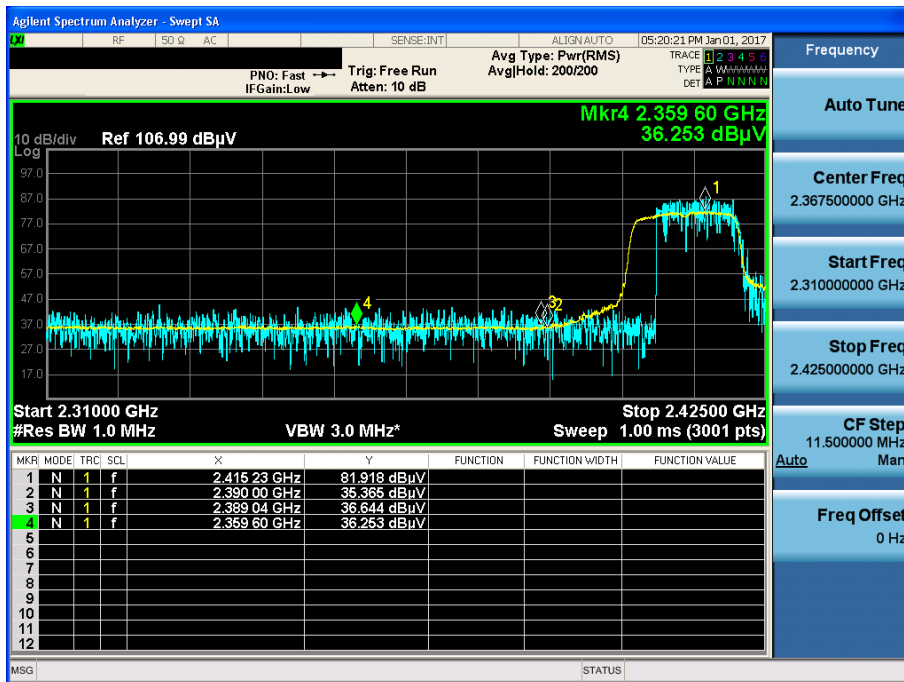 Agilent Spectrum Analyzer - Swept SA
LXI RF 50 Ω AC SENSE:INT ALIGN AUTO 05:20:21 PM Jan 01, 2017
PNO: Fast Trig: Free Run Avg Type: Pwr(RMS) TRACE 1 2 3 4 5 6
IFGain:Low Atten: 10 dB Avg|Hold: 200/200 TYPE A WWWWW
DET A P N N N N
Mkr4 2.359 60 GHz
36.253 dBµV
10 dB/div Ref 106.99 dBµV
Log
97.0
87.0
77.0
67.0
57.0
47.0
37.0
27.0
17.0
1
4
3 2
Start 2.31000 GHz Stop 2.42500 GHz
#Res BW 1.0 MHz VBW 3.0 MHz* Sweep 1.00 ms (3001 pts)
MKR MODE TRC SCL X Y FUNCTION FUNCTION WIDTH FUNCTION VALUE
1 N 1 f 2.415 23 GHz 81.918 dBµV
2 N 1 f 2.390 00 GHz 35.365 dBµV
3 N 1 f 2.389 04 GHz 36.644 dBµV
4 N 1 f 2.359 60 GHz 36.253 dBµV
5
6
7
8
9
10
11
12
MSG STATUS
Frequency
Auto Tune
Center Freq
2.367500000 GHz
Start Freq
2.310000000 GHz
Stop Freq
2.425000000 GHz
CF Step
11.500000 MHz
Auto Man
Freq Offset
0 Hz